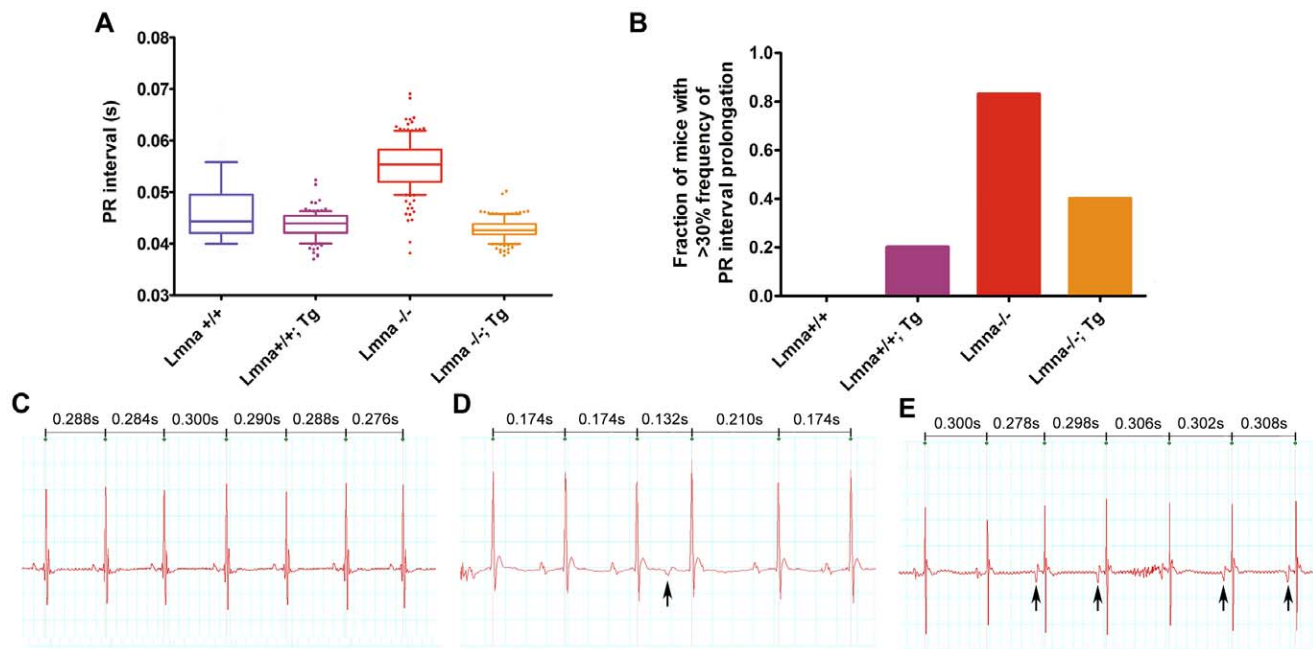 A
PR interval (s)
0.08
0.07
0.06
0.05
0.04
0.03
Lmna +/+
Lmna+/+; Tg
Lmna -/-
Lmna -/-; Tg
B
Fraction of mice with
>30% frequency of
PR interval prolongation
1.0
0.8
0.6
0.4
0.2
0.0
Lmna+/+
Lmna+/+; Tg
Lmna-/-
Lmna-/-; Tg
C
0.288s 0.284s 0.300s 0.290s 0.288s 0.276s
D
0.174s 0.174s 0.132s 0.210s 0.174s
E
0.300s 0.278s 0.298s 0.306s 0.302s 0.308s